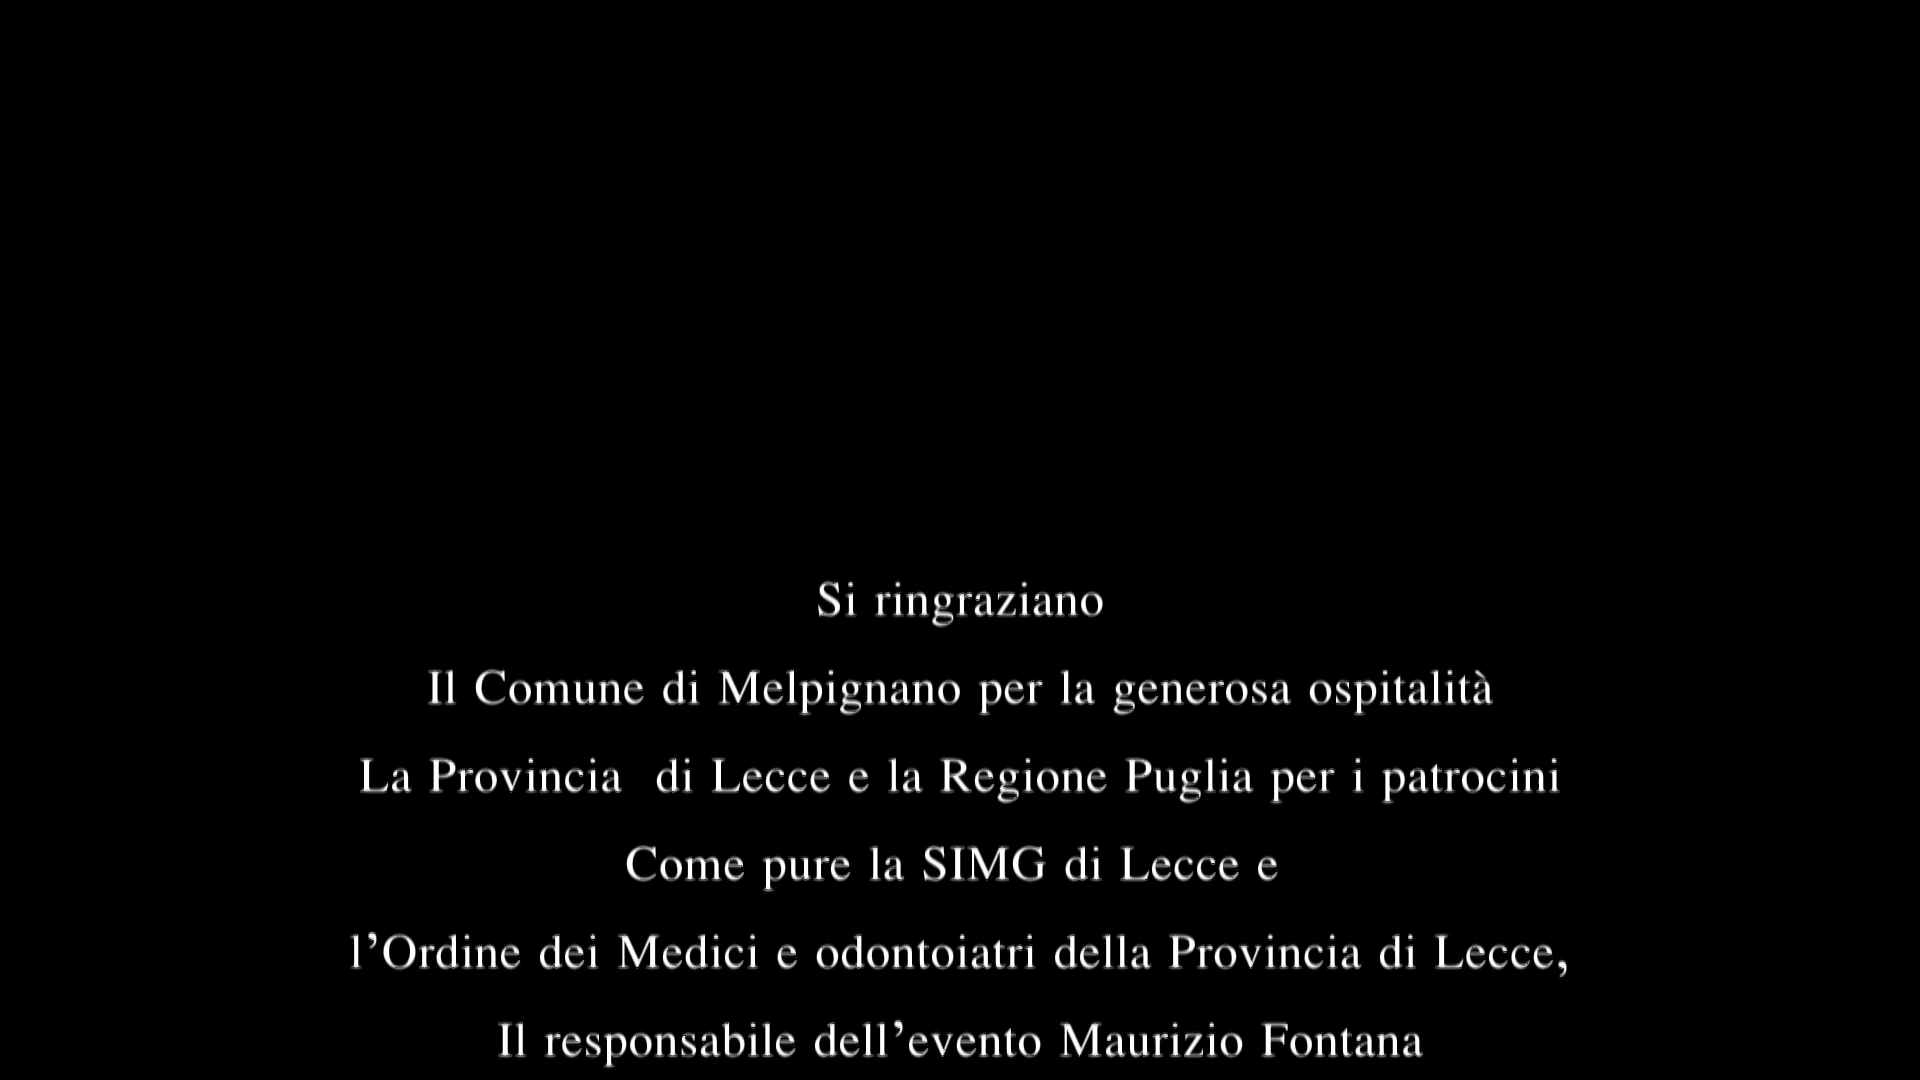 Si ringraziano
Il Comune di Melpignano per la generosa ospitalità
La Provincia  di Lecce e la Regione Puglia per i patrocini
Come pure la SIMG di Lecce e
l’Ordine dei Medici e odontoiatri della Provincia di Lecce,
Il responsabile dell’evento Maurizio Fontana